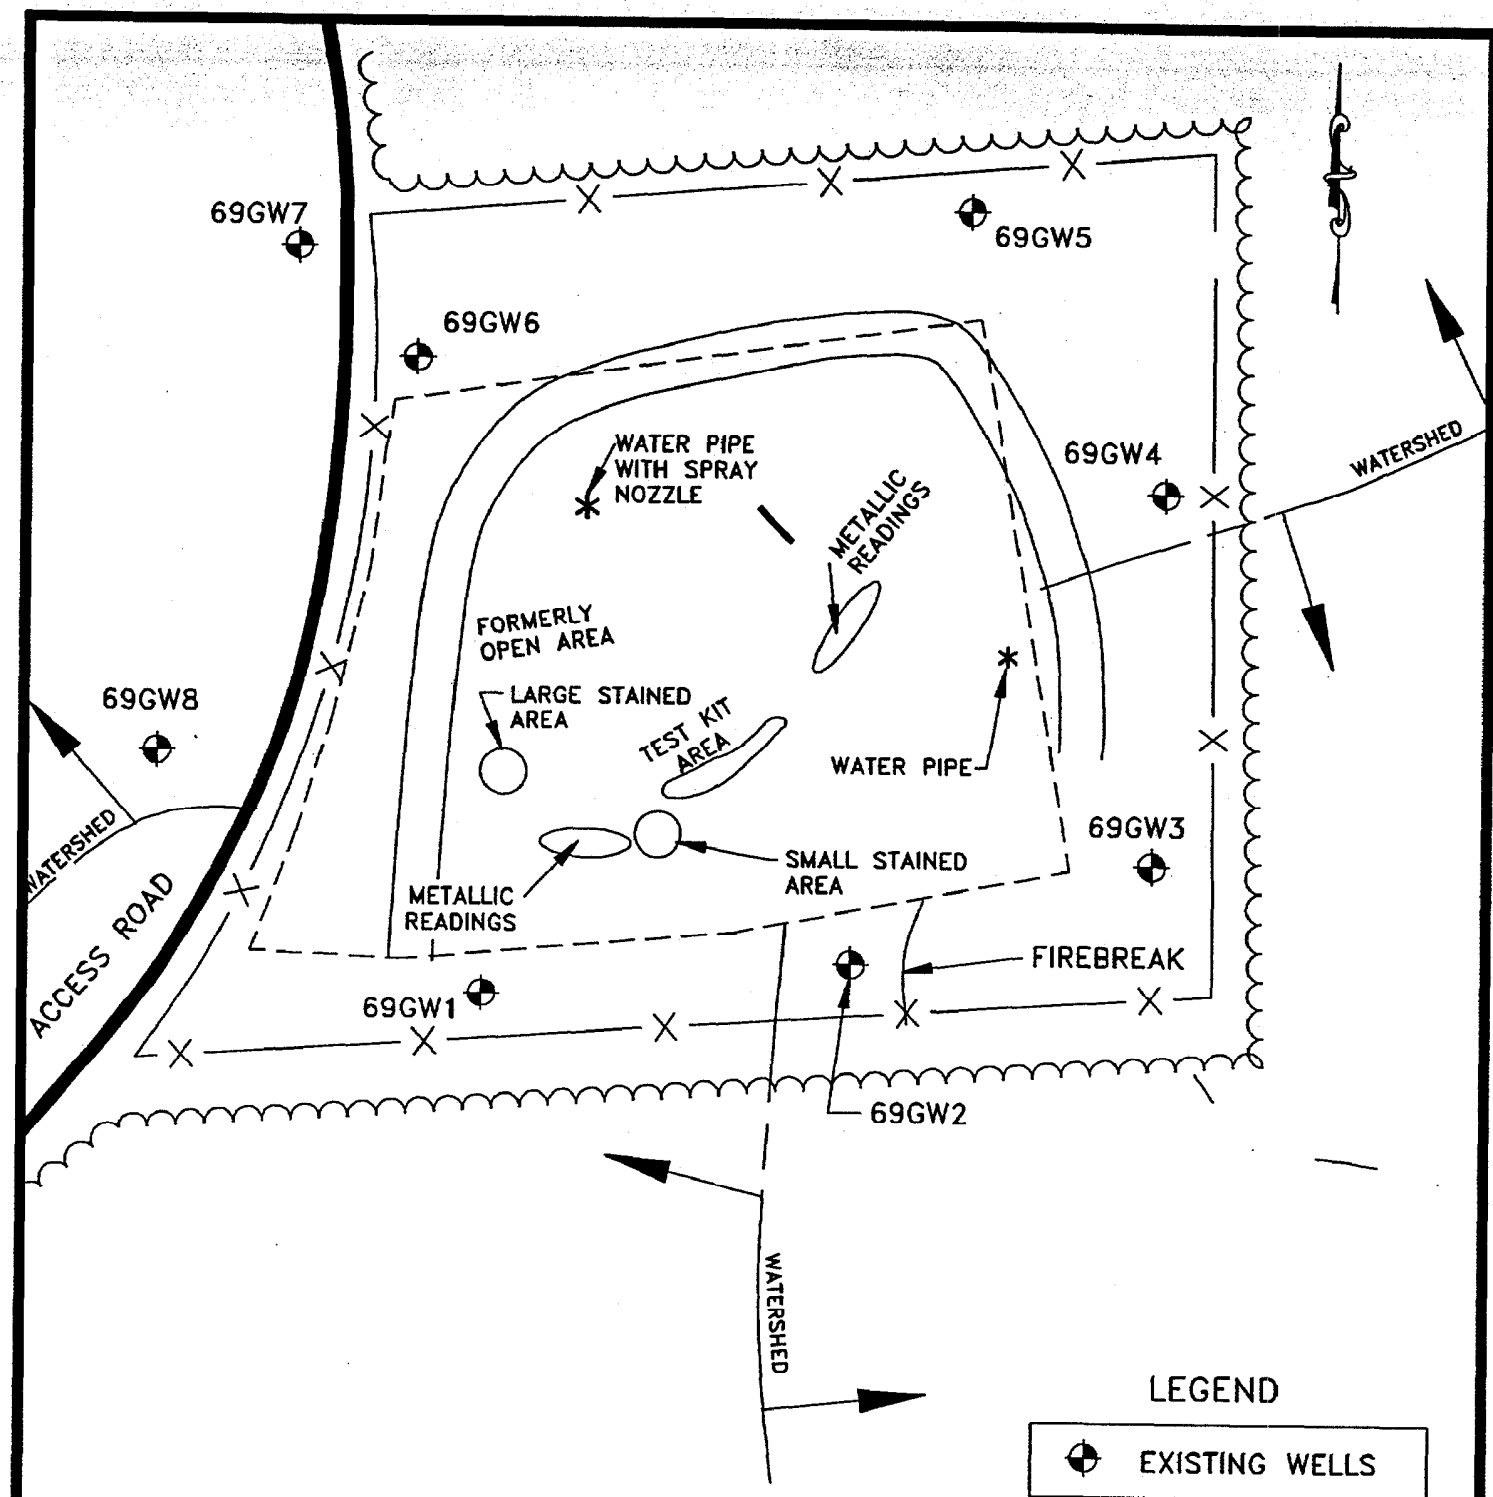 69GW7
69GW5
69GW6
WATER PIPE
WITH SPRAY
NOZZLE
69GW4
WATERSHED
METALLIC
READINGS
FORMERLY
OPEN AREA
LARGE STAINED
AREA
TEST KIT
AREA
69GW8
WATER PIPE
WATERSHED
69GW3
SMALL STAINED
AREA
METALLIC
READINGS
ACCESS ROAD
FIREBREAK
69GW1
69GW2
WATERSHED
LEGEND
EXISTING WELLS